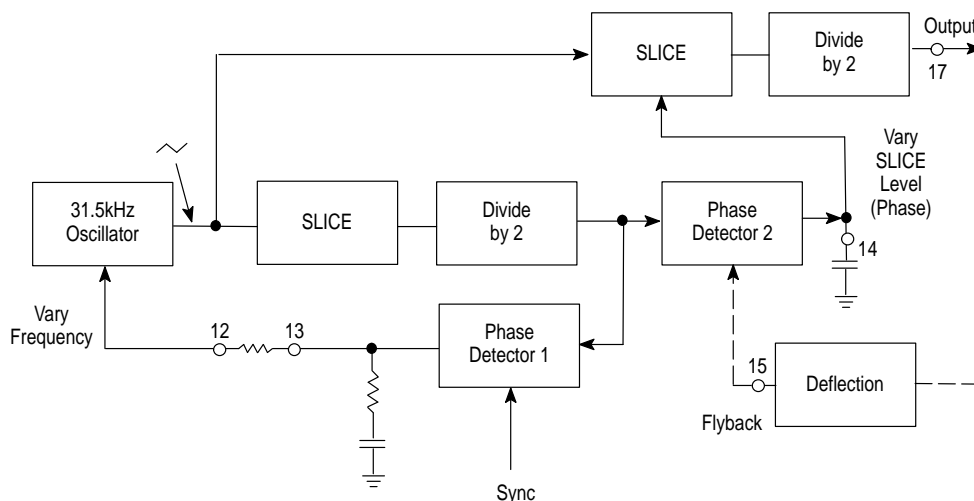 SLICE
Divide
by 2
Output
17
Vary
SLICE
Level
(Phase)
31.5kHz
Oscillator
SLICE
Divide
by 2
Phase
Detector 2
14
Vary
Frequency
12
13
Phase
Detector 1
15
Deflection
Flyback
Sync